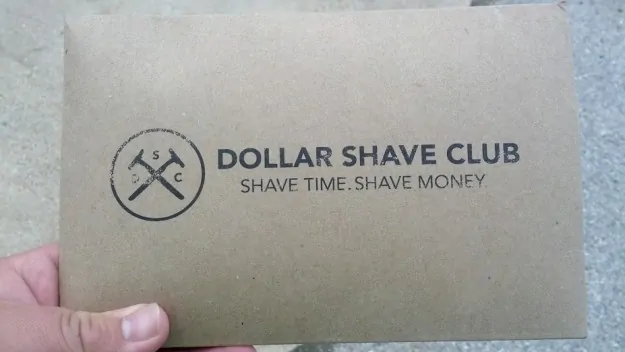 S
D C
DOLLAR SHAVE CLUB
SHAVE TIME. SHAVE MONEY